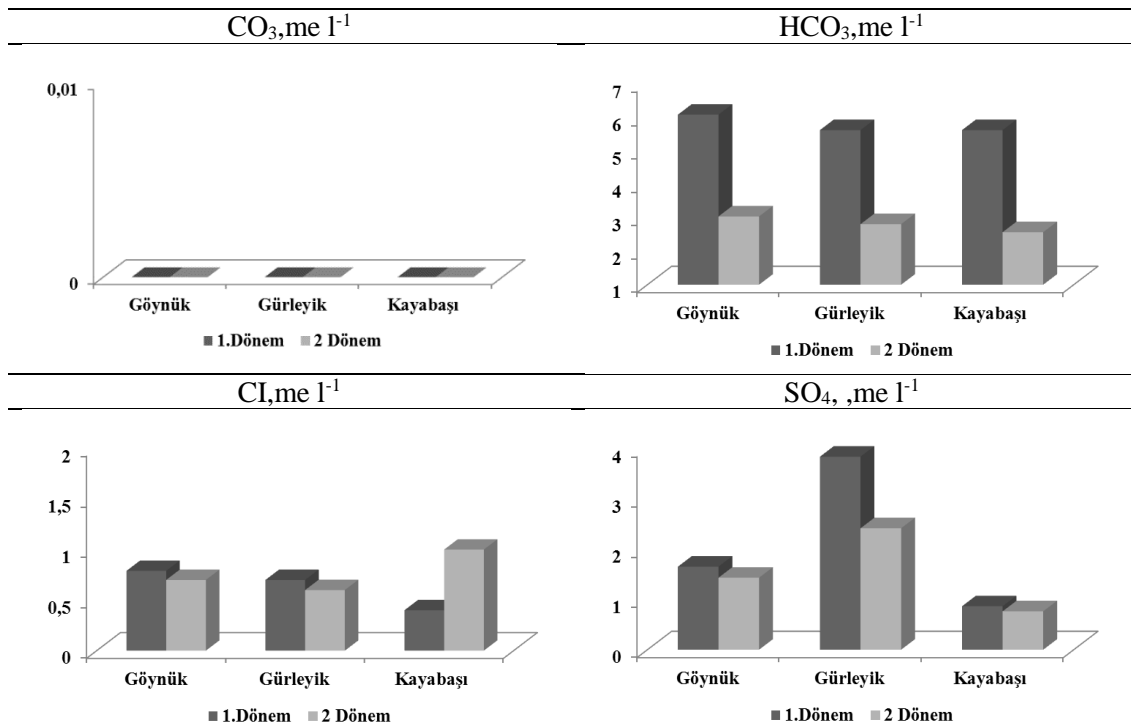 CO₃,me l⁻¹
HCO₃,me l⁻¹
0,01
0
Göynük Gürleyik Kayabaşı
1.Dönem 2 Dönem
7
6
5
4
3
2
1
Göynük Gürleyik Kayabaşı
1.Dönem 2 Dönem
CI,me l⁻¹
SO₄, ,me l⁻¹
2
1,5
1
0,5
0
Göynük Gürleyik Kayabaşı
1.Dönem 2 Dönem
4
3
2
1
0
Göynük Gürleyik Kayabaşı
1.Dönem 2 Dönem